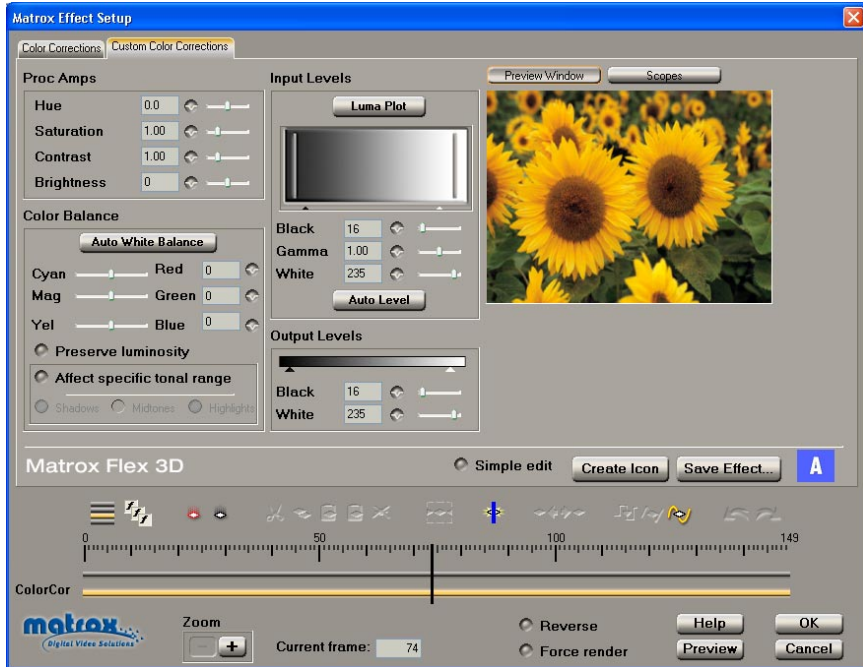 Matrox Effect Setup
Color Corrections Custom Color Corrections
Proc Amps
Hue 0.0
Saturation 1.00
Contrast 1.00
Brightness 0
Color Balance
Auto White Balance
Cyan Red 0
Mag Green 0
Yel Blue 0
Preserve luminosity
Affect specific tonal range
Shadows Midtones Highlights
Input Levels
Luma Plot
Black 16
Gamma 1.00
White 235
Auto Level
Output Levels
Black 16
White 235
Preview Window Scopes
Matrox Flex 3D
Simple edit Create Icon Save Effect... A
0 50 100 149
ColorCor
matrox
Digital Video Solutions
Zoom
Current frame: 74
Reverse
Force render
Help OK
Preview Cancel